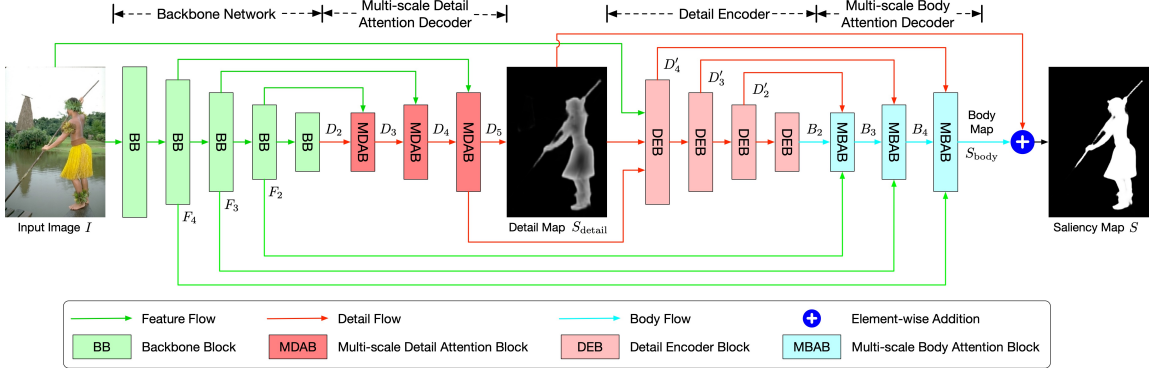 Backbone Network
Multi-scale Detail
Attention Decoder
Detail Encoder
Multi-scale Body
Attention Decoder
BB
BB
BB
BB
BB
D₂
MDAB
D₃
MDAB
D₄
MDAB
D₅
F₄
F₃
F₂
D′₄
D′₃
D′₂
DEB
DEB
DEB
DEB
B₂
MBAB
B₃
MBAB
B₄
MBAB
Body
Map
S_body
Input Image I
Detail Map S_detail
Saliency Map S
Feature Flow
Detail Flow
Body Flow
Element-wise Addition
BB Backbone Block
MDAB Multi-scale Detail Attention Block
DEB Detail Encoder Block
MBAB Multi-scale Body Attention Block